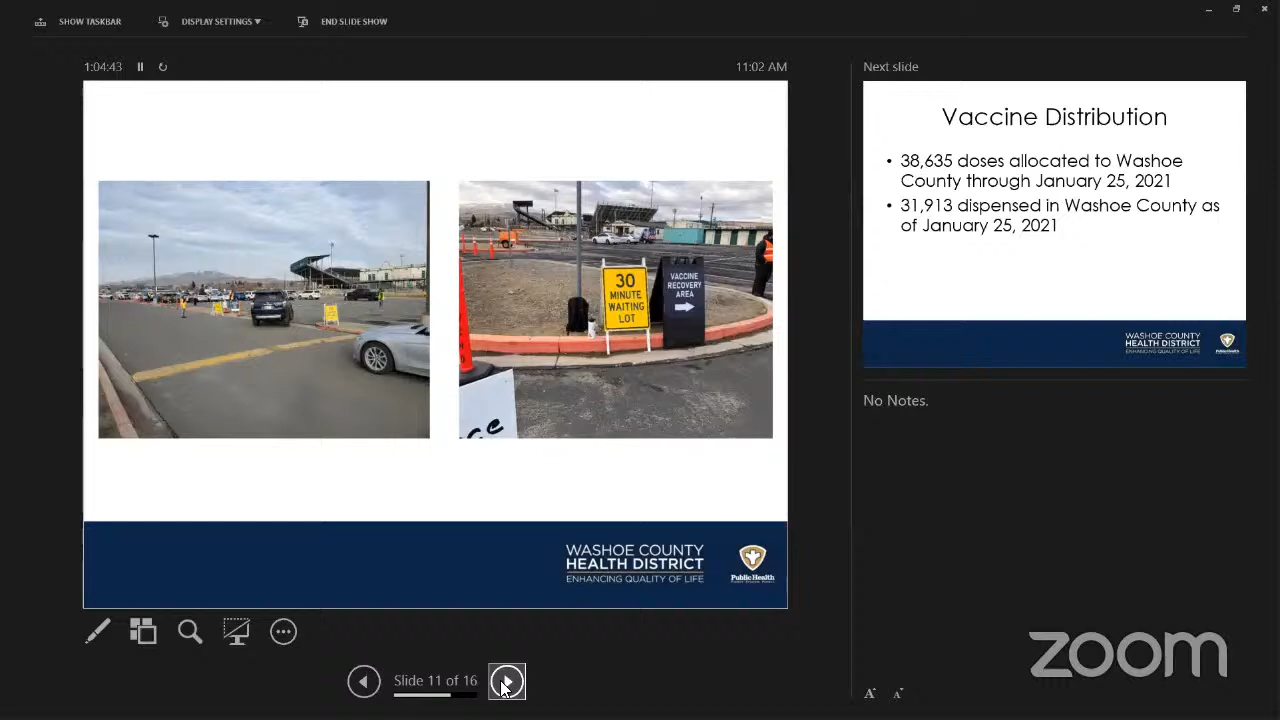 SHOW TASKBAR
DISPLAY SETTINGS ▼
END SLIDE SHOW
1:04:43
11:02 AM
30
MINUTE
WAITING
LOT
VACCINE
RECOVERY
AREA
WASHOE COUNTY
HEALTH DISTRICT
ENHANCING QUALITY OF LIFE
Public Health
Slide 11 of 16
Next slide
Vaccine Distribution
• 38,635 doses allocated to Washoe
County through January 25, 2021
• 31,913 dispensed in Washoe County as
of January 25, 2021
WASHOE COUNTY
HEALTH DISTRICT
ENHANCING QUALITY OF LIFE
No Notes.
zoom
A A